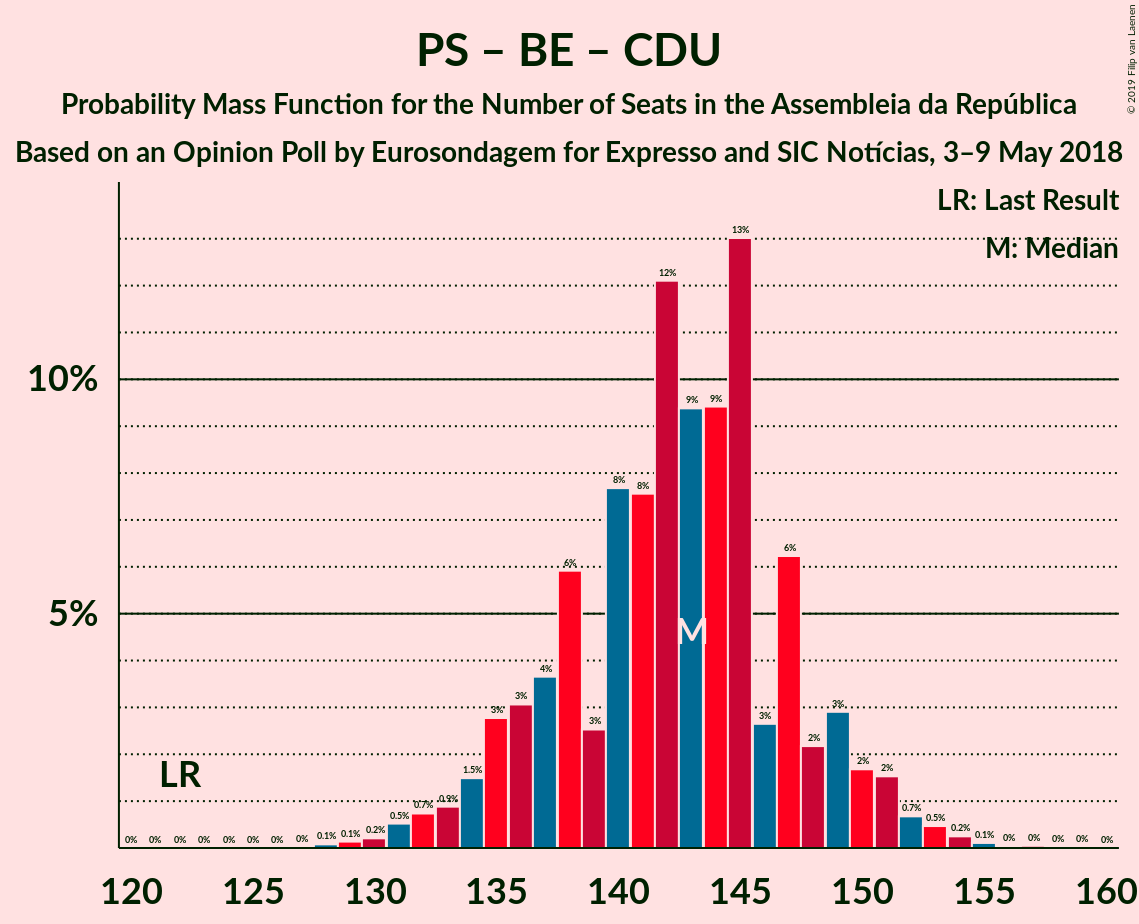 © 2019 Filip van Laenen
PS – BE – CDU
Probability Mass Function for the Number of Seats in the Assembleia da República
Based on an Opinion Poll by Eurosondagem for Expresso and SIC Notícias, 3–9 May 2018
LR: Last Result
M: Median
10%
5%
LR
M
0% 0% 0% 0% 0% 0% 0% 0% 0.1% 0.1% 0.2% 0.5% 0.7% 0.9% 1.5% 3% 3% 4% 6% 3% 8% 8% 12% 9% 9% 13% 3% 6% 2% 3% 2% 2% 0.7% 0.5% 0.2% 0.1% 0% 0% 0% 0% 0%
120 125 130 135 140 145 150 155 160